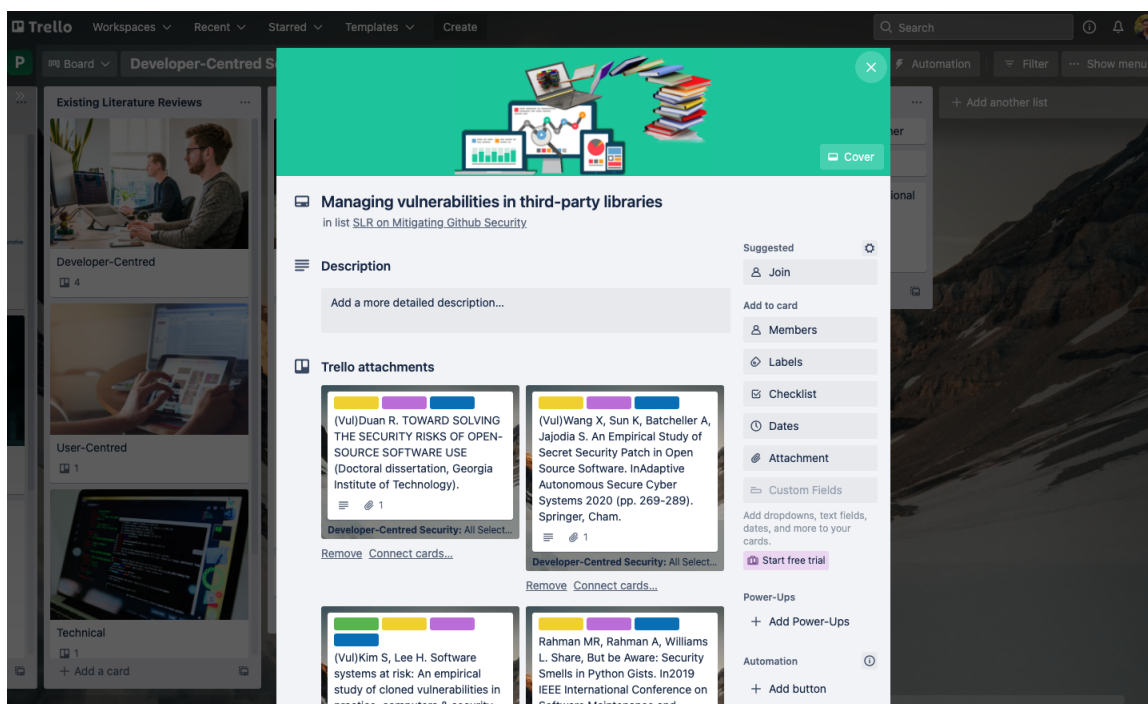 Trello
Workspaces
Recent
Starred
Templates
Create
Search
P
Board
Developer-Centred S
Automation
Filter
Show menu
Existing Literature Reviews
Developer-Centred
4
User-Centred
1
Technical
1
+ Add a card
Cover
Managing vulnerabilities in third-party libraries
in list SLR on Mitigating Github Security
Description
Add a more detailed description...
Trello attachments
(Vul)Duan R. TOWARD SOLVING
THE SECURITY RISKS OF OPEN-
SOURCE SOFTWARE USE
(Doctoral dissertation, Georgia
Institute of Technology).
1
Developer-Centred Security: All Select...
Remove Connect cards...
(Vul)Wang X, Sun K, Batcheller A,
Jajodia S. An Empirical Study of
Secret Security Patch in Open
Source Software. InAdaptive
Autonomous Secure Cyber
Systems 2020 (pp. 269-289).
Springer, Cham.
1
Developer-Centred Security: All Select...
Remove Connect cards...
(Vul)Kim S, Lee H. Software
systems at risk: An empirical
study of cloned vulnerabilities in
practice. computers & security
Rahman MR, Rahman A, Williams
L. Share, But be Aware: Security
Smells in Python Gists. In2019
IEEE International Conference on
Software Maintenance and
Suggested
Join
Add to card
Members
Labels
Checklist
Dates
Attachment
Custom Fields
Add dropdowns, text fields,
dates, and more to your
cards.
Start free trial
Power-Ups
+ Add Power-Ups
Automation
+ Add button
ner
ional
+ Add another list